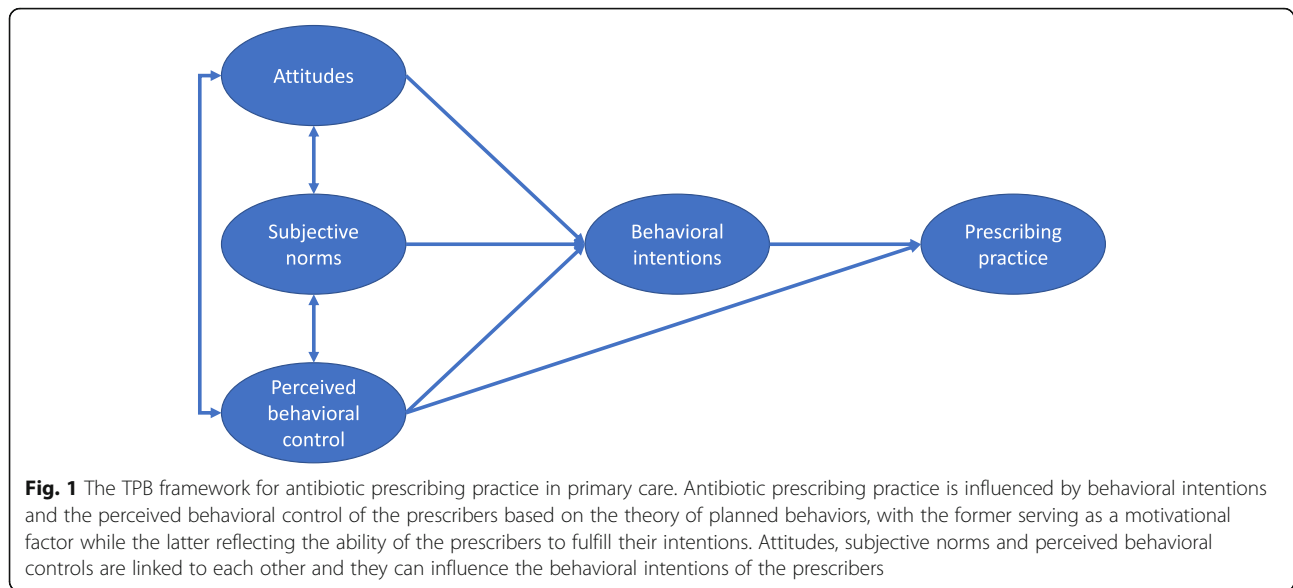 Attitudes
Subjective
norms
Behavioral
intentions
Prescribing
practice
Perceived
behavioral
control
Fig. 1 The TPB framework for antibiotic prescribing practice in primary care. Antibiotic prescribing practice is influenced by behavioral intentions
and the perceived behavioral control of the prescribers based on the theory of planned behaviors, with the former serving as a motivational
factor while the latter reflecting the ability of the prescribers to fulfill their intentions. Attitudes, subjective norms and perceived behavioral
controls are linked to each other and they can influence the behavioral intentions of the prescribers